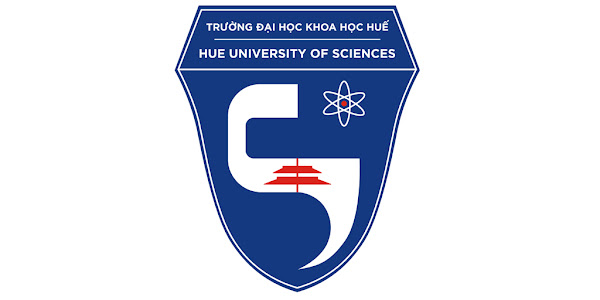 TRƯỜNG ĐẠI HỌC KHOA HỌC HUẾ
HUE UNIVERSITY OF SCIENCES